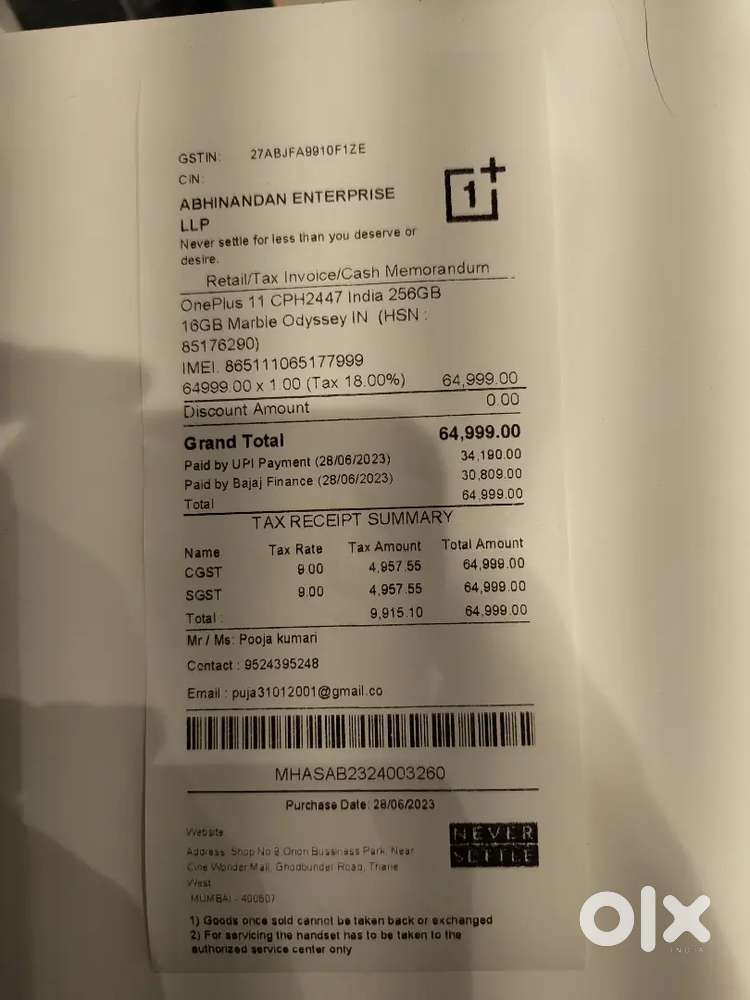 GSTIN: 27ABJFA9910F1ZE
CIN:
ABHINANDAN ENTERPRISE
LLP
Never settle for less than you deserve or
desire.
1+
Retail/Tax Invoice/Cash Memorandum
OnePlus 11 CPH2447 India 256GB
16GB Marble Odyssey IN (HSN :
85176290)
IMEI. 865111065177999
64999.00 x 1.00 (Tax 18.00%) 64,999.00
Discount Amount 0.00
Grand Total 64,999.00
Paid by UPI Payment (28/06/2023) 34,190.00
Paid by Bajaj Finance (28/06/2023) 30,809.00
Total 64,999.00
TAX RECEIPT SUMMARY
Name Tax Rate Tax Amount Total Amount
CGST 9.00 4,957.55 64,999.00
SGST 9.00 4,957.55 64,999.00
Total : 9,915.10 64,999.00
Mr / Ms: Pooja kumari
Contact : 9524395248
Email : puja31012001@gmail.co
MHASAB2324003260
Purchase Date: 28/06/2023
Website
NEVER
SETTLE
Address: Shop No 2 Orion Bussinass Park, Near
Cine Wonder Mall, Ghodbunder Road, Thane
West
MUMBAI - 400607
1) Goods once sold cannot be taken back or exchanged
2) For servicing the handset has to be taken to the
authorized service center only
olx
INDIA